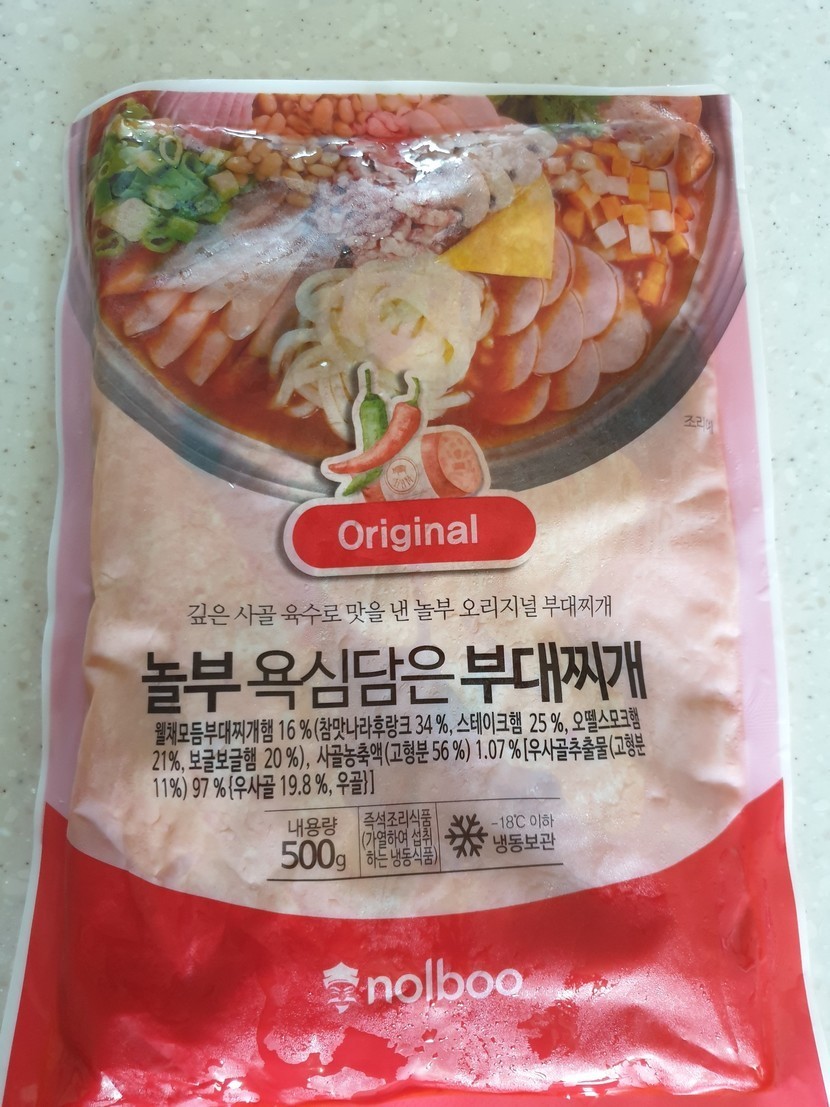 조리예
Original
깊은 사골 육수로 맛을 낸 놀부 오리지널 부대찌개
놀부 욕심담은 부대찌개
웰채모듬부대찌개햄 16 % (참맛나라후랑크 34 %, 스테이크햄 25 %, 오뗄스모크햄
21%, 보글보글햄 20 %), 사골농축액 (고형분 56 %) 1.07 % [우사골추출물 (고형분
11%) 97 % {우사골 19.8 %, 우골}]
내용량
500g
즉석조리식품
(가열하여 섭취
하는 냉동식품)
-18℃ 이하
냉동보관
nolboo